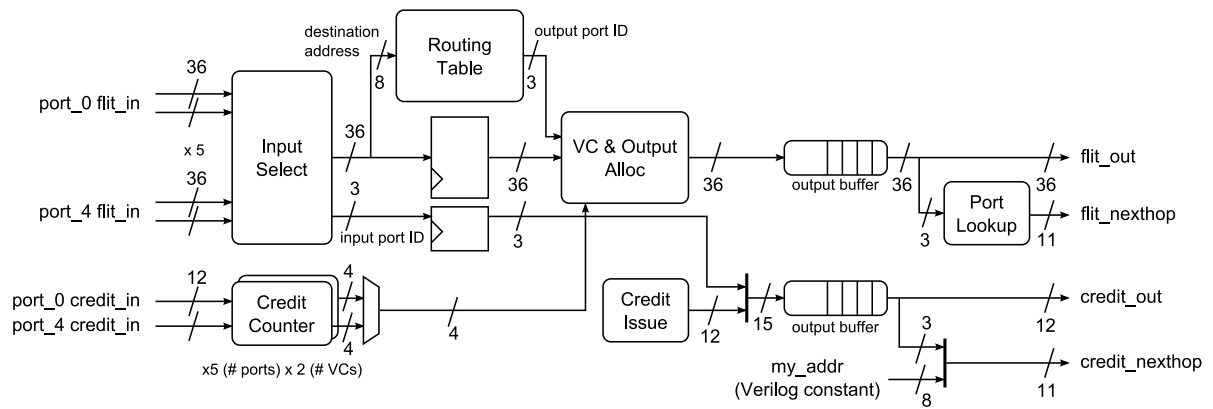 destination
address
8
Routing
Table
output port ID
3
36
port_0 flit_in
x 5
36
port_4 flit_in
Input
Select
36
3
input port ID
36
3
VC & Output
Alloc
36
output buffer
36
36
flit_out
3
Port
Lookup
11
flit_nexthop
12
port_0 credit_in
port_4 credit_in
Credit
Counter
4
4
x5 (# ports) x 2 (# VCs)
4
Credit
Issue
12
15
output buffer
12
credit_out
3
my_addr
(Verilog constant)
8
11
credit_nexthop